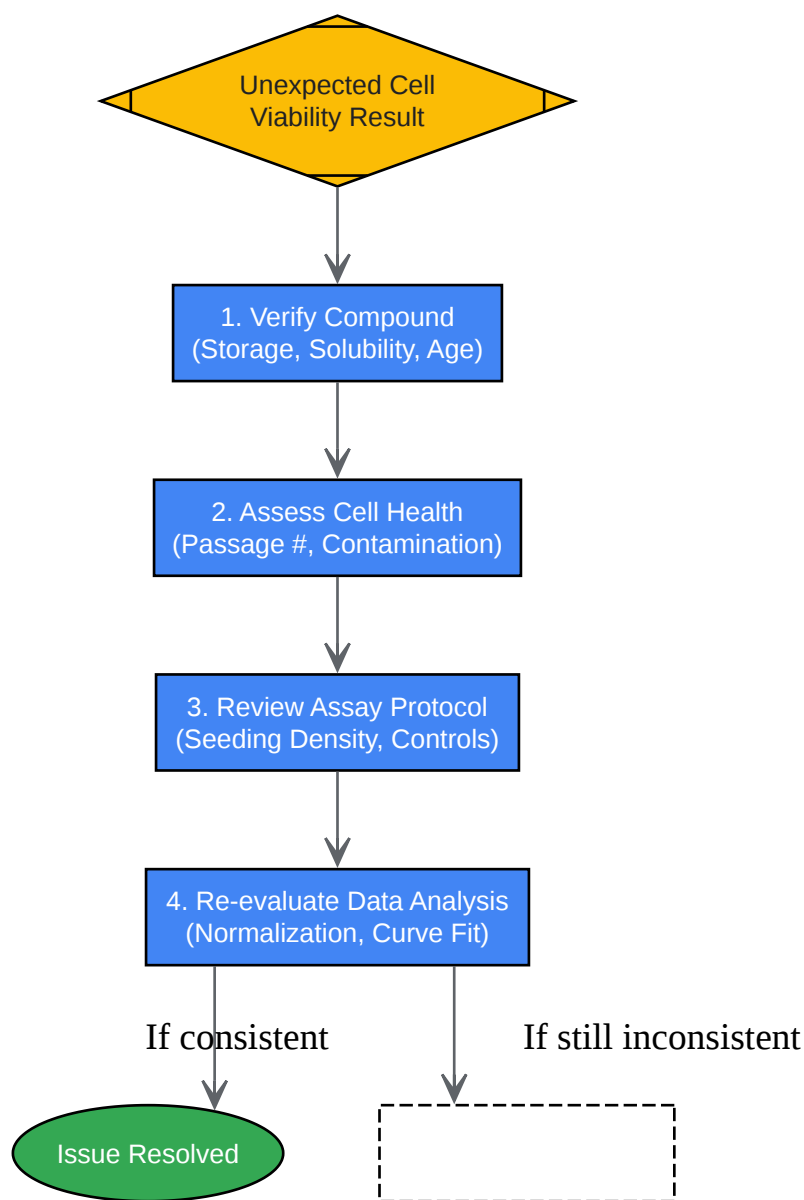 Unexpected Cell
Viability Result
1. Verify Compound
(Storage, Solubility, Age)
2. Assess Cell Health
(Passage #, Contamination)
3. Review Assay Protocol
(Seeding Density, Controls)
4. Re-evaluate Data Analysis
(Normalization, Curve Fit)
If consistent
If still inconsistent
Issue Resolved